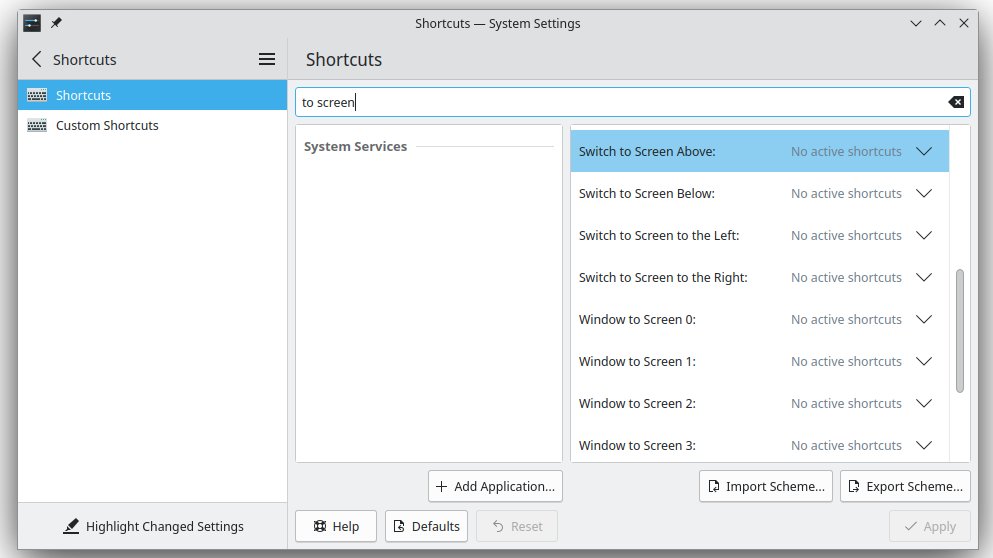 Shortcuts — System Settings
Shortcuts
Shortcuts
Shortcuts
Custom Shortcuts
to screen
System Services
Switch to Screen Above: No active shortcuts
Switch to Screen Below: No active shortcuts
Switch to Screen to the Left: No active shortcuts
Switch to Screen to the Right: No active shortcuts
Window to Screen 0: No active shortcuts
Window to Screen 1: No active shortcuts
Window to Screen 2: No active shortcuts
Window to Screen 3: No active shortcuts
Add Application... Import Scheme... Export Scheme...
Highlight Changed Settings
Help Defaults Reset Apply